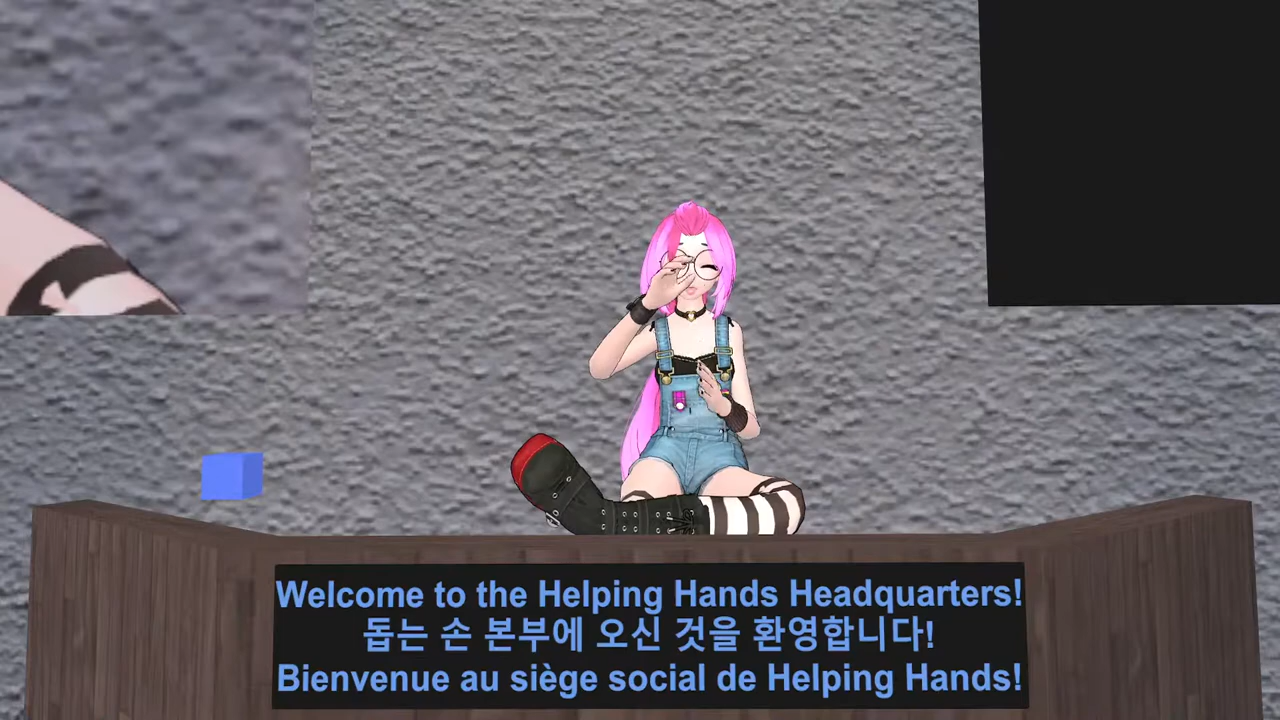 Welcome to the Helping Hands Headquarters!
돕는 손 본부에 오신 것을 환영합니다!
Bienvenue au siège social de Helping Hands!